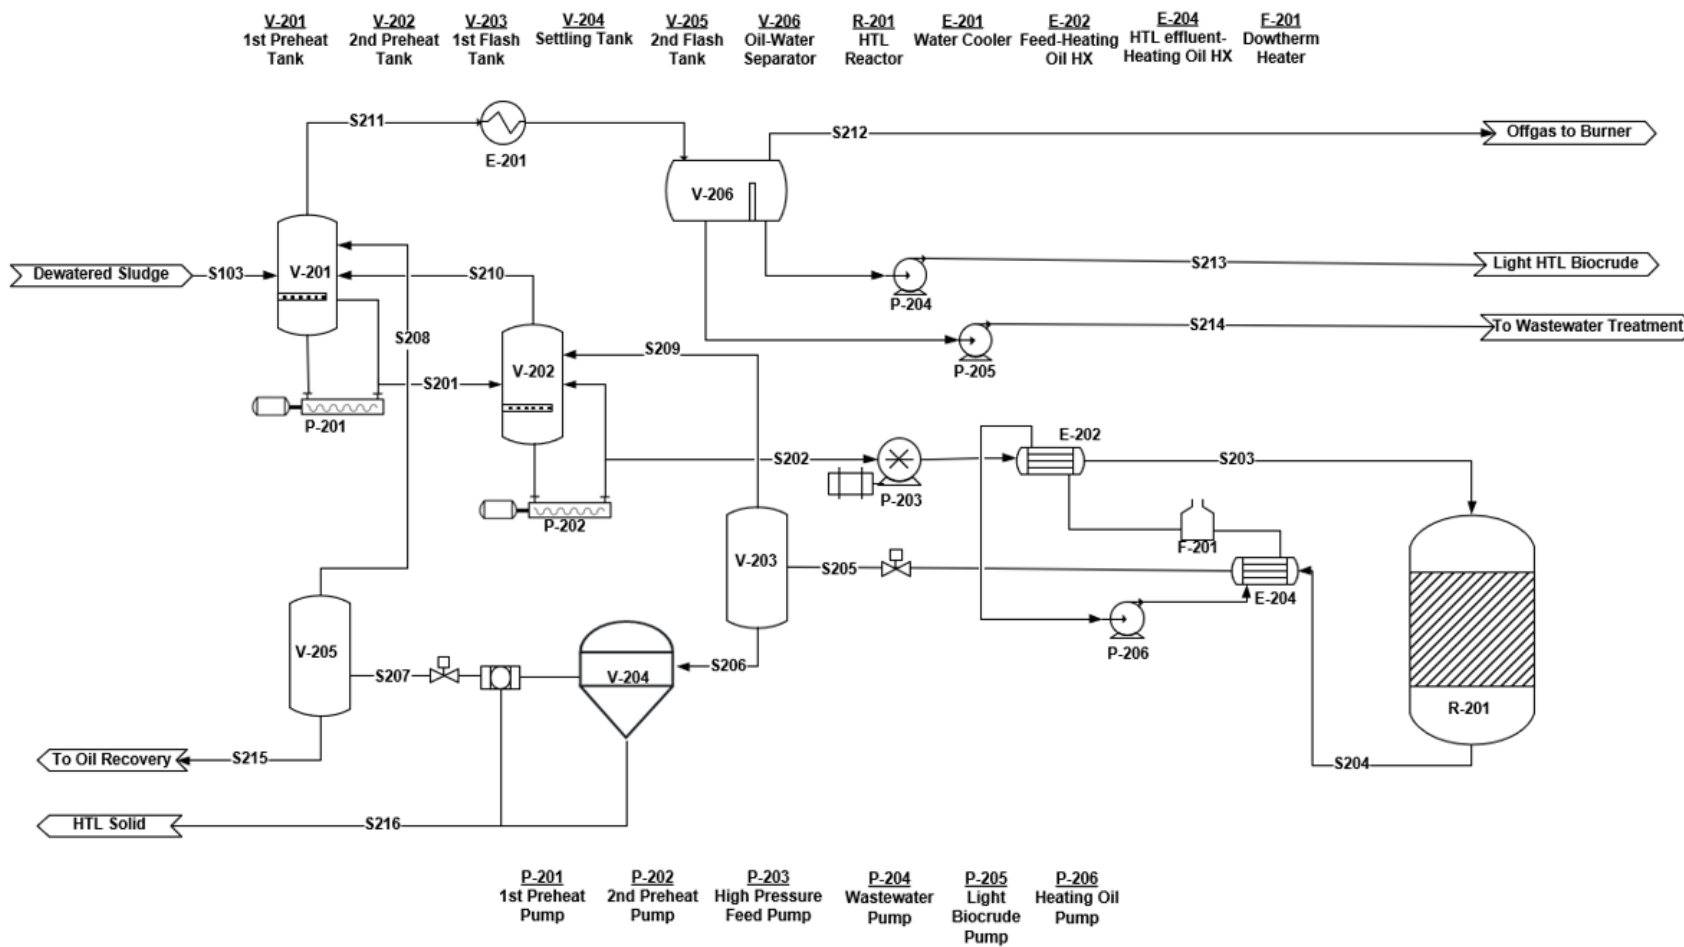 V-201
1st Preheat
Tank
V-202
2nd Preheat
Tank
V-203
1st Flash
Tank
V-204
Settling Tank
V-205
2nd Flash
Tank
V-206
Oil-Water
Separator
R-201
HTL
Reactor
E-201
Water Cooler
E-202
Feed-Heating
Oil HX
E-204
HTL effluent-
Heating Oil HX
F-201
Dowtherm
Heater
S211
E-201
S212
Offgas to Burner
V-206
Dewatered Sludge
S103
V-201
S210
S213
Light HTL Biocrude
P-204
S208
S214
To Wastewater Treatment
S209
V-202
P-205
S201
P-201
E-202
S202
S203
P-203
P-202
F-201
V-203
S205
E-204
V-205
P-206
S206
S207
V-204
R-201
To Oil Recovery
S215
S204
HTL Solid
S216
P-201
1st Preheat
Pump
P-202
2nd Preheat
Pump
P-203
High Pressure
Feed Pump
P-204
Wastewater
Pump
P-205
Light
Biocrude
Pump
P-206
Heating Oil
Pump